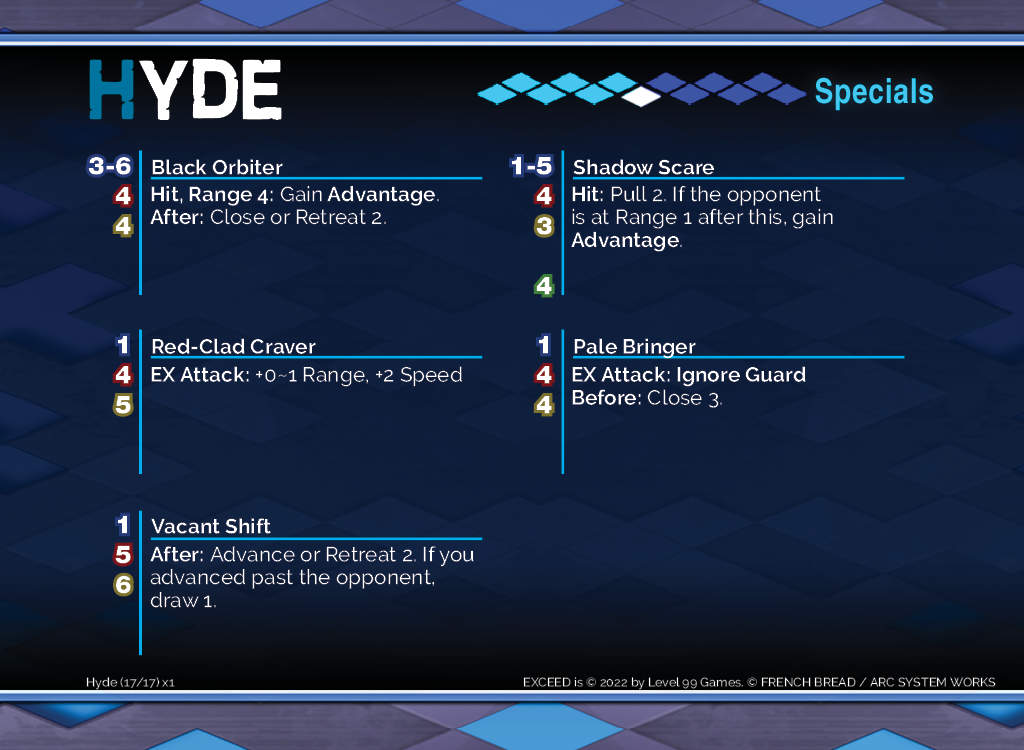 HYDE
Specials
3-6
Black Orbiter
4
Hit, Range 4: Gain Advantage.
4
After: Close or Retreat 2.
1-5
Shadow Scare
4
Hit: Pull 2. If the opponent
3
is at Range 1 after this, gain
Advantage.
4
1
Red-Clad Craver
4
EX Attack: +0~1 Range, +2 Speed
5
1
Pale Bringer
4
EX Attack: Ignore Guard
4
Before: Close 3.
1
Vacant Shift
5
After: Advance or Retreat 2. If you
6
advanced past the opponent,
draw 1.
Hyde (17/17) x1
EXCEED is © 2022 by Level 99 Games. © FRENCH BREAD / ARC SYSTEM WORKS